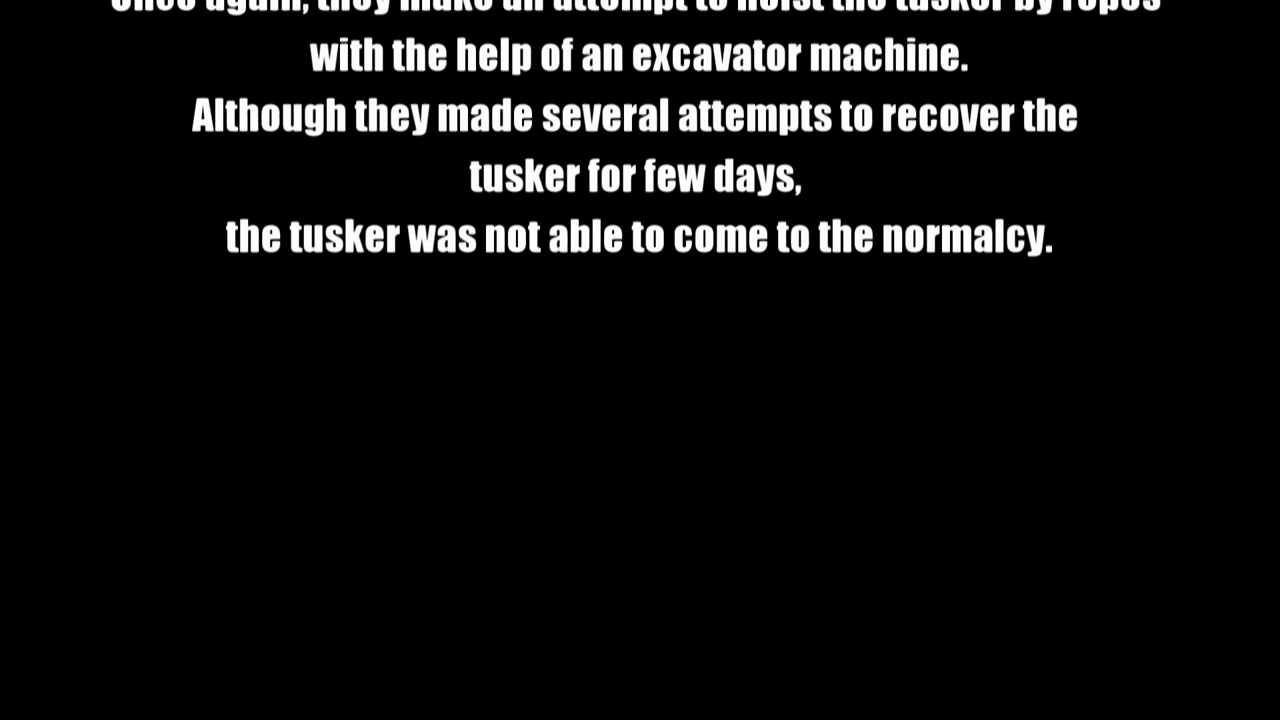 once again, they make an attempt to hoist the tusker by ropes
with the help of an excavator machine.
Although they made several attempts to recover the
tusker for few days,
the tusker was not able to come to the normalcy.